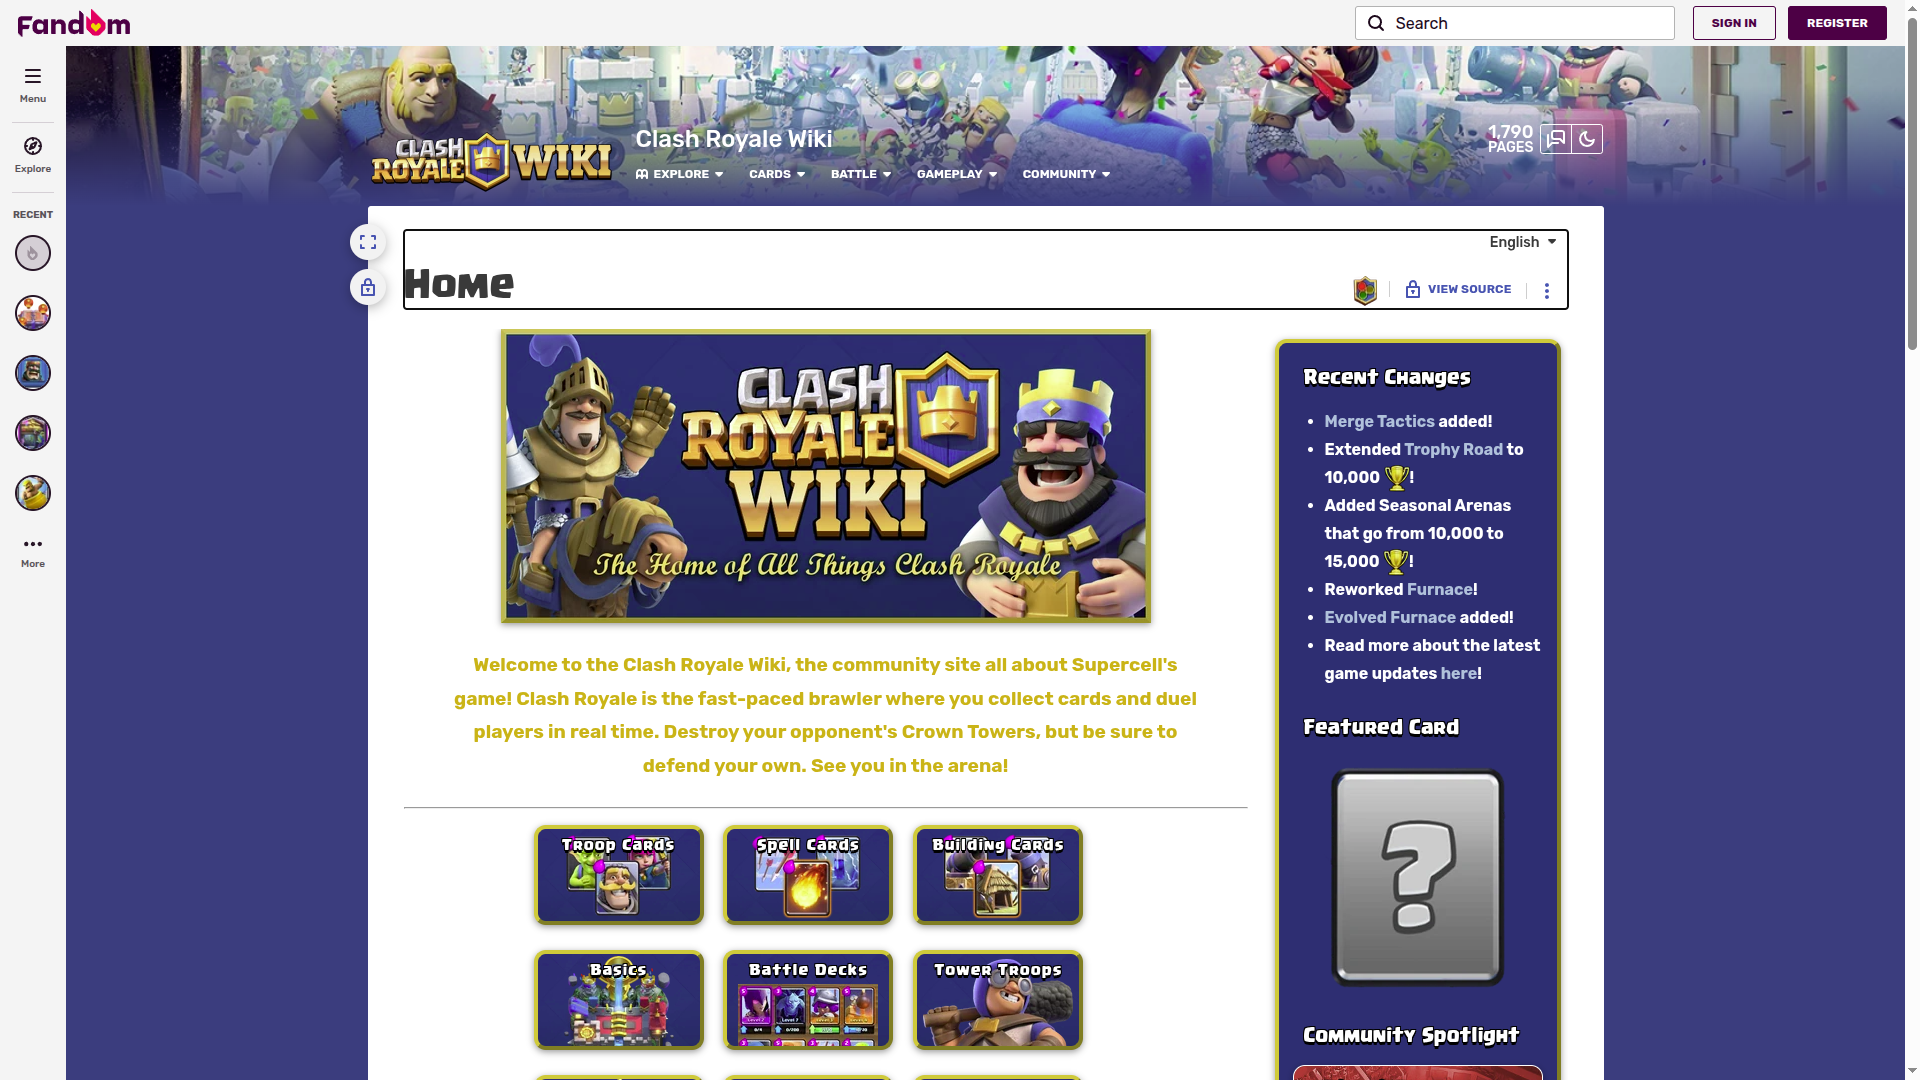 Fandom
Search
SIGN IN
REGISTER
Menu
Explore
RECENT
More
CLASH ROYALE WIKI
Clash Royale Wiki
1,790
PAGES
EXPLORE
CARDS
BATTLE
GAMEPLAY
COMMUNITY
English
Home
VIEW SOURCE
CLASH
ROYALE
WIKI
The Home of All Things Clash Royale
Welcome to the Clash Royale Wiki, the community site all about Supercell's
game! Clash Royale is the fast-paced brawler where you collect cards and duel
players in real time. Destroy your opponent's Crown Towers, but be sure to
defend your own. See you in the arena!
Troop Cards
Spell Cards
Building Cards
Basics
Battle Decks
Tower Troops
Recent Changes
Merge Tactics added!
Extended Trophy Road to
10,000 !
Added Seasonal Arenas
that go from 10,000 to
15,000 !
Reworked Furnace!
Evolved Furnace added!
Read more about the latest
game updates here!
Featured Card
?
Community Spotlight